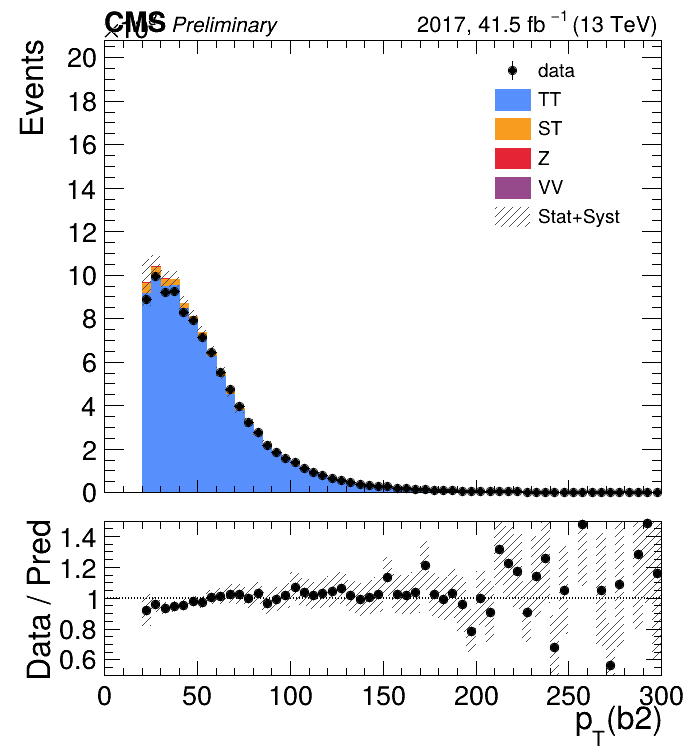 CMS Preliminary 2017, 41.5 fb⁻¹ (13 TeV)
Events
20
18
16
14
12
10
8
6
4
2
0
data
TT
ST
Z
VV
Stat+Syst
Data / Pred
1.4
1.2
1
0.8
0.6
0 50 100 150 200 250 300
p_T(b2)